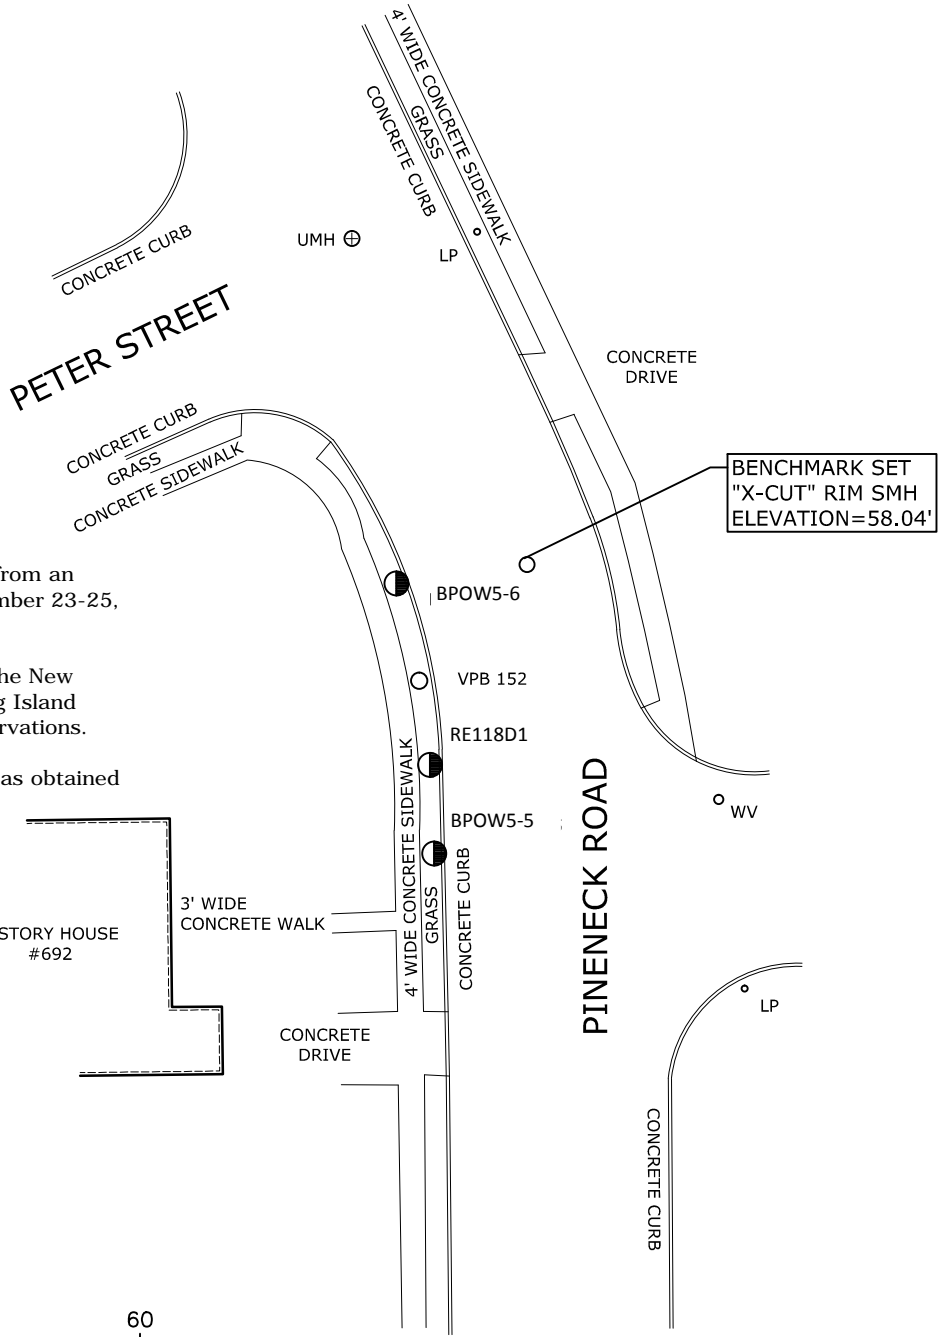 4' WIDE CONCRETE SIDEWALK
GRASS
CONCRETE CURB
CONCRETE CURB
UMH
LP
PETER STREET
CONCRETE
DRIVE
CONCRETE CURB
GRASS
CONCRETE SIDEWALK
BENCHMARK SET
"X-CUT" RIM SMH
ELEVATION=58.04'
from an
mber 23-25,
BPOW5-6
he New
g Island
rvations.
VPB 152
RE118D1
as obtained
BPOW5-5
WV
4' WIDE CONCRETE SIDEWALK
GRASS
CONCRETE CURB
PINENECK ROAD
3' WIDE
CONCRETE WALK
STORY HOUSE
#692
CONCRETE
DRIVE
LP
CONCRETE CURB
60